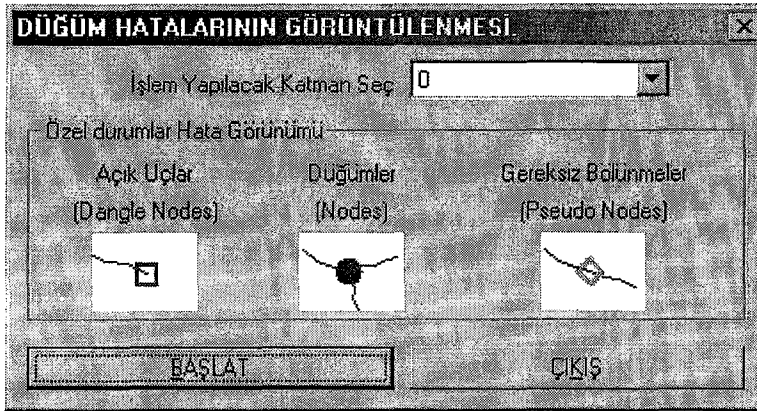 DÜĞÜM HATALARININ GÖRÜNTÜLENMESİ.
İşlem Yapılacak Katman Seç 0
Özel durumlar Hata Görünümü
Açık Uçlar Düğümler Gereksiz Bölünmeler
(Dangle Nodes) (Nodes) (Pseudo Nodes)
BAŞLAT ÇIKIŞ